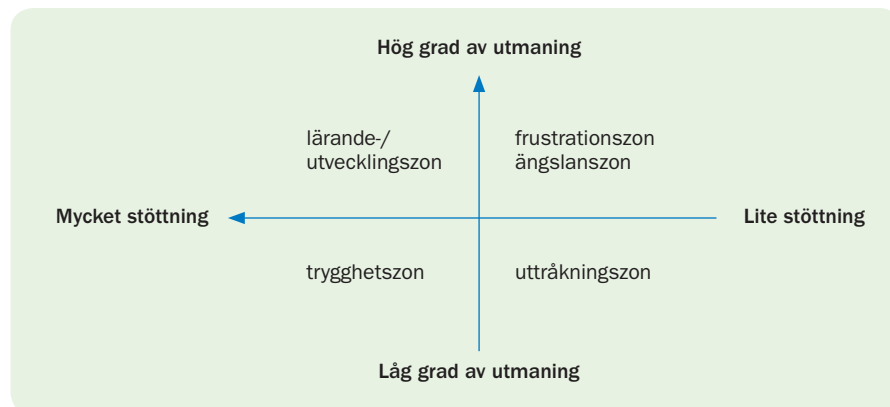 Hög grad av utmaning
lärande-/
utvecklingszon
frustrationszon
ängslanszon
Mycket stöttning
Lite stöttning
trygghetszon
uttråkningszon
Låg grad av utmaning